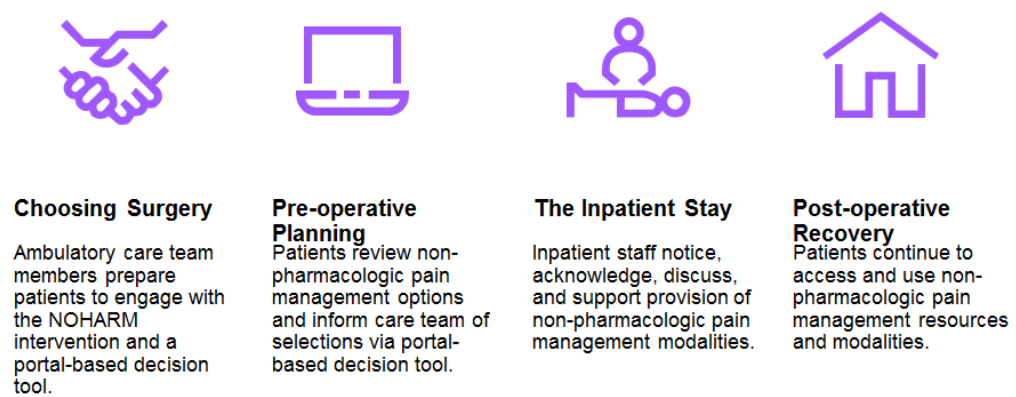 Choosing Surgery
Ambulatory care team
members prepare
patients to engage with
the NOHARM
intervention and a
portal-based decision
tool.
Pre-operative
Planning
Patients review non-
pharmacologic pain
management options
and inform care team of
selections via portal-
based decision tool.
The Inpatient Stay
Inpatient staff notice,
acknowledge, discuss,
and support provision of
non-pharmacologic pain
management modalities.
Post-operative
Recovery
Patients continue to
access and use non-
pharmacologic pain
management resources
and modalities.